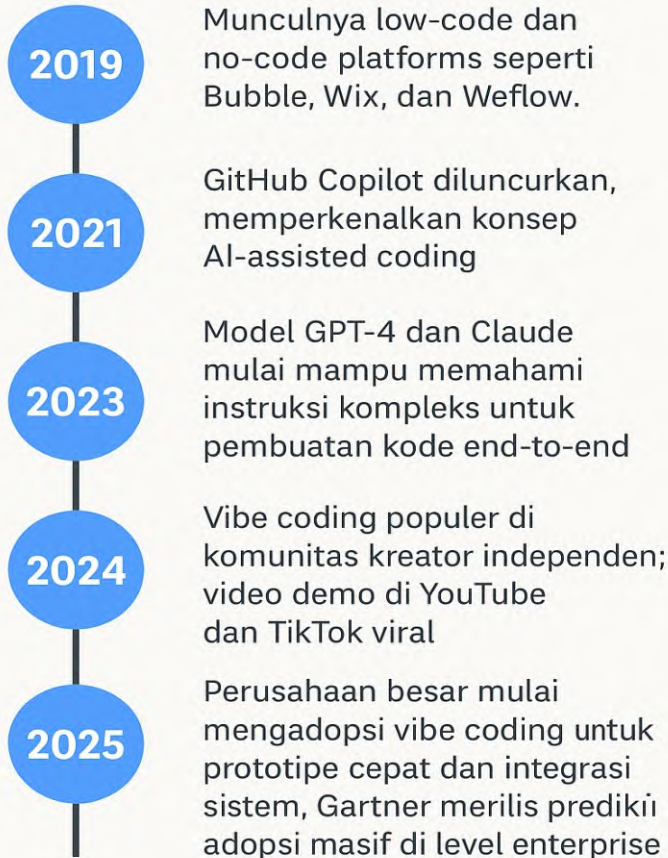 2019
Munculnya low-code dan
no-code platforms seperti
Bubble, Wix, dan Weflow.
2021
GitHub Copilot diluncurkan,
memperkenalkan konsep
AI-assisted coding
2023
Model GPT-4 dan Claude
mulai mampu memahami
instruksi kompleks untuk
pembuatan kode end-to-end
2024
Vibe coding populer di
komunitas kreator independen;
video demo di YouTube
dan TikTok viral
2025
Perusahaan besar mulai
mengadopsi vibe coding untuk
prototipe cepat dan integrasi
sistem, Gartner merilis
adopsi masif di level enterprise